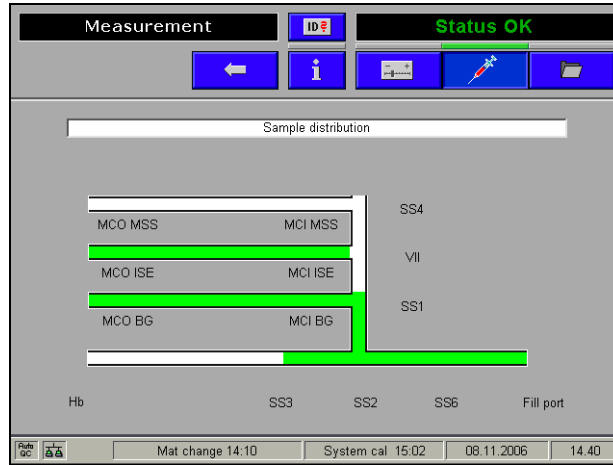 Measurement
ID?
Status OK
i
Sample distribution
SS4
MCO MSS MCI MSS
VII
MCO ISE MCI ISE
SS1
MCO BG MCI BG
Hb SS3 SS2 SS6 Fill port
Auto QC Mat change 14:10 System cal 15:02 08.11.2006 14.40